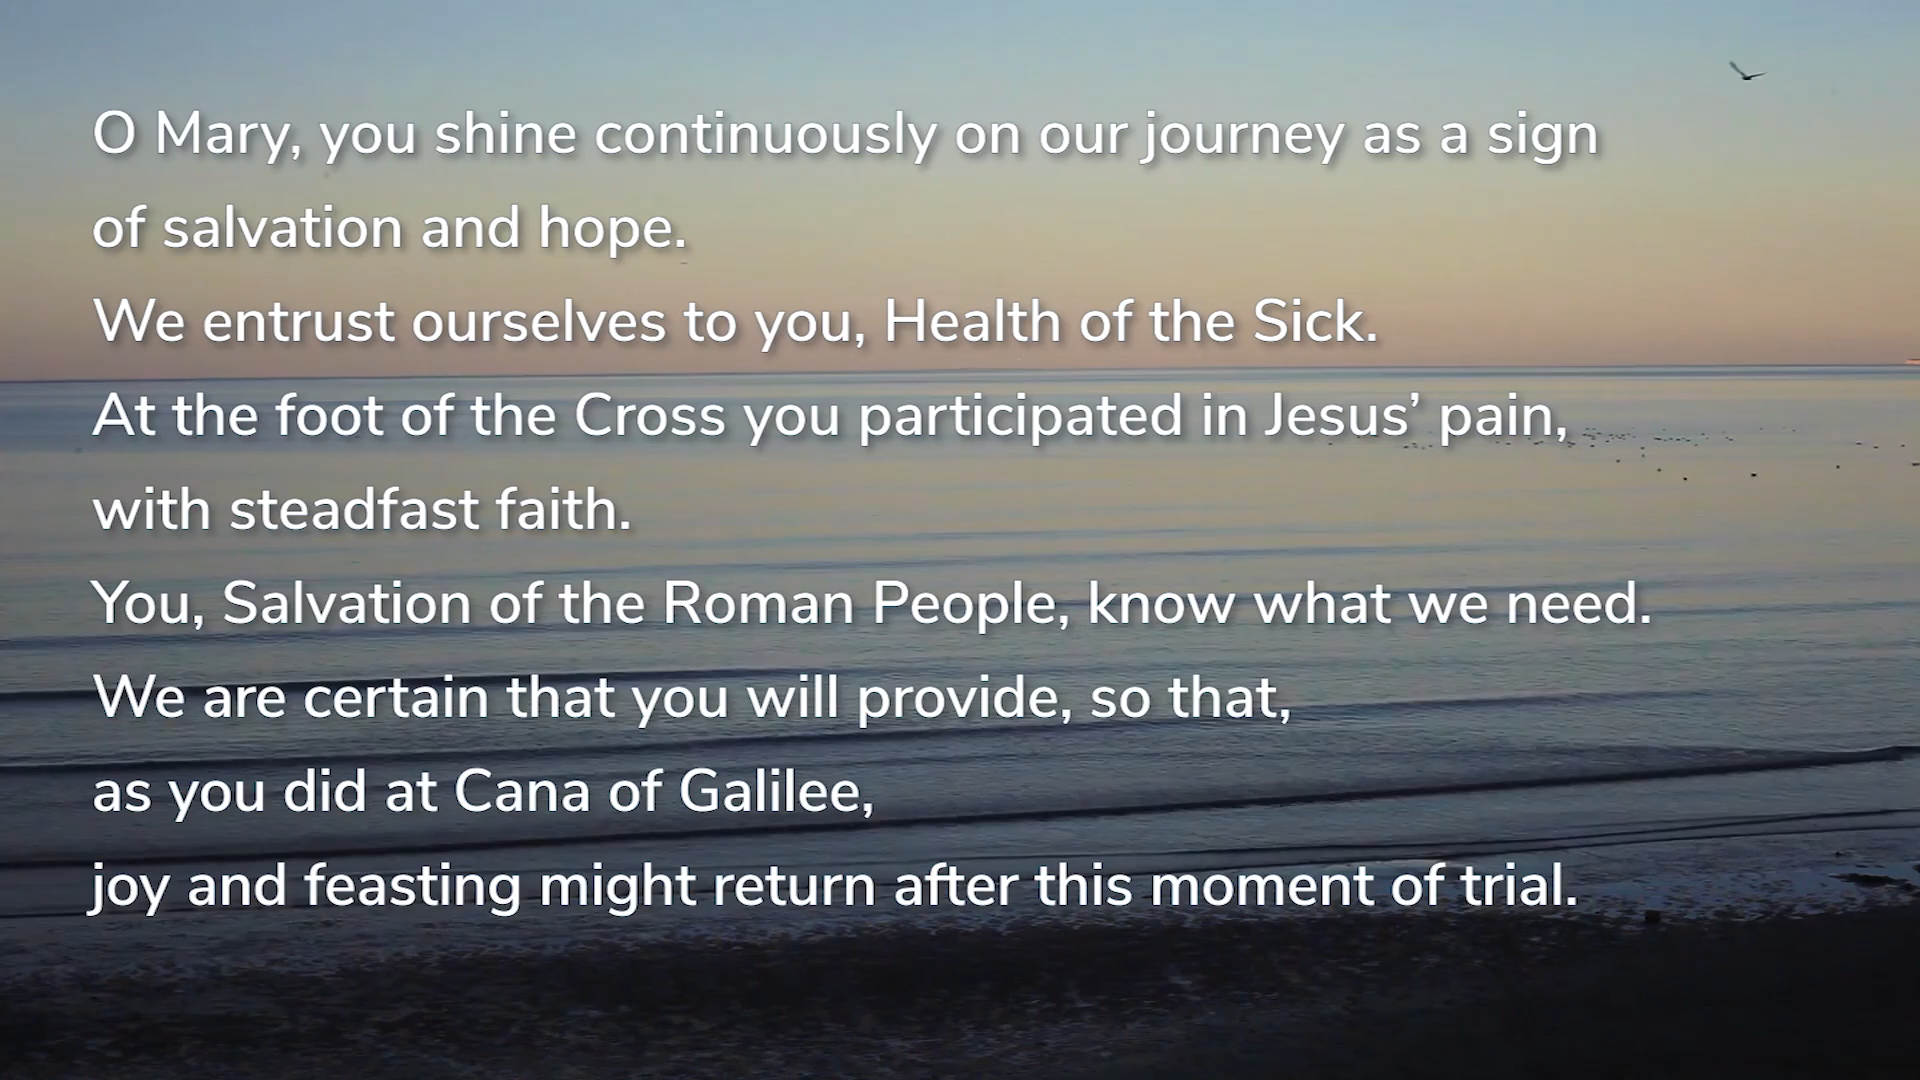 O Mary, you shine continuously on our journey as a sign
of salvation and hope.
We entrust ourselves to you, Health of the Sick.
At the foot of the Cross you participated in Jesus’ pain,
with steadfast faith.
You, Salvation of the Roman People, know what we need.
We are certain that you will provide, so that,
as you did at Cana of Galilee,
joy and feasting might return after this moment of trial.